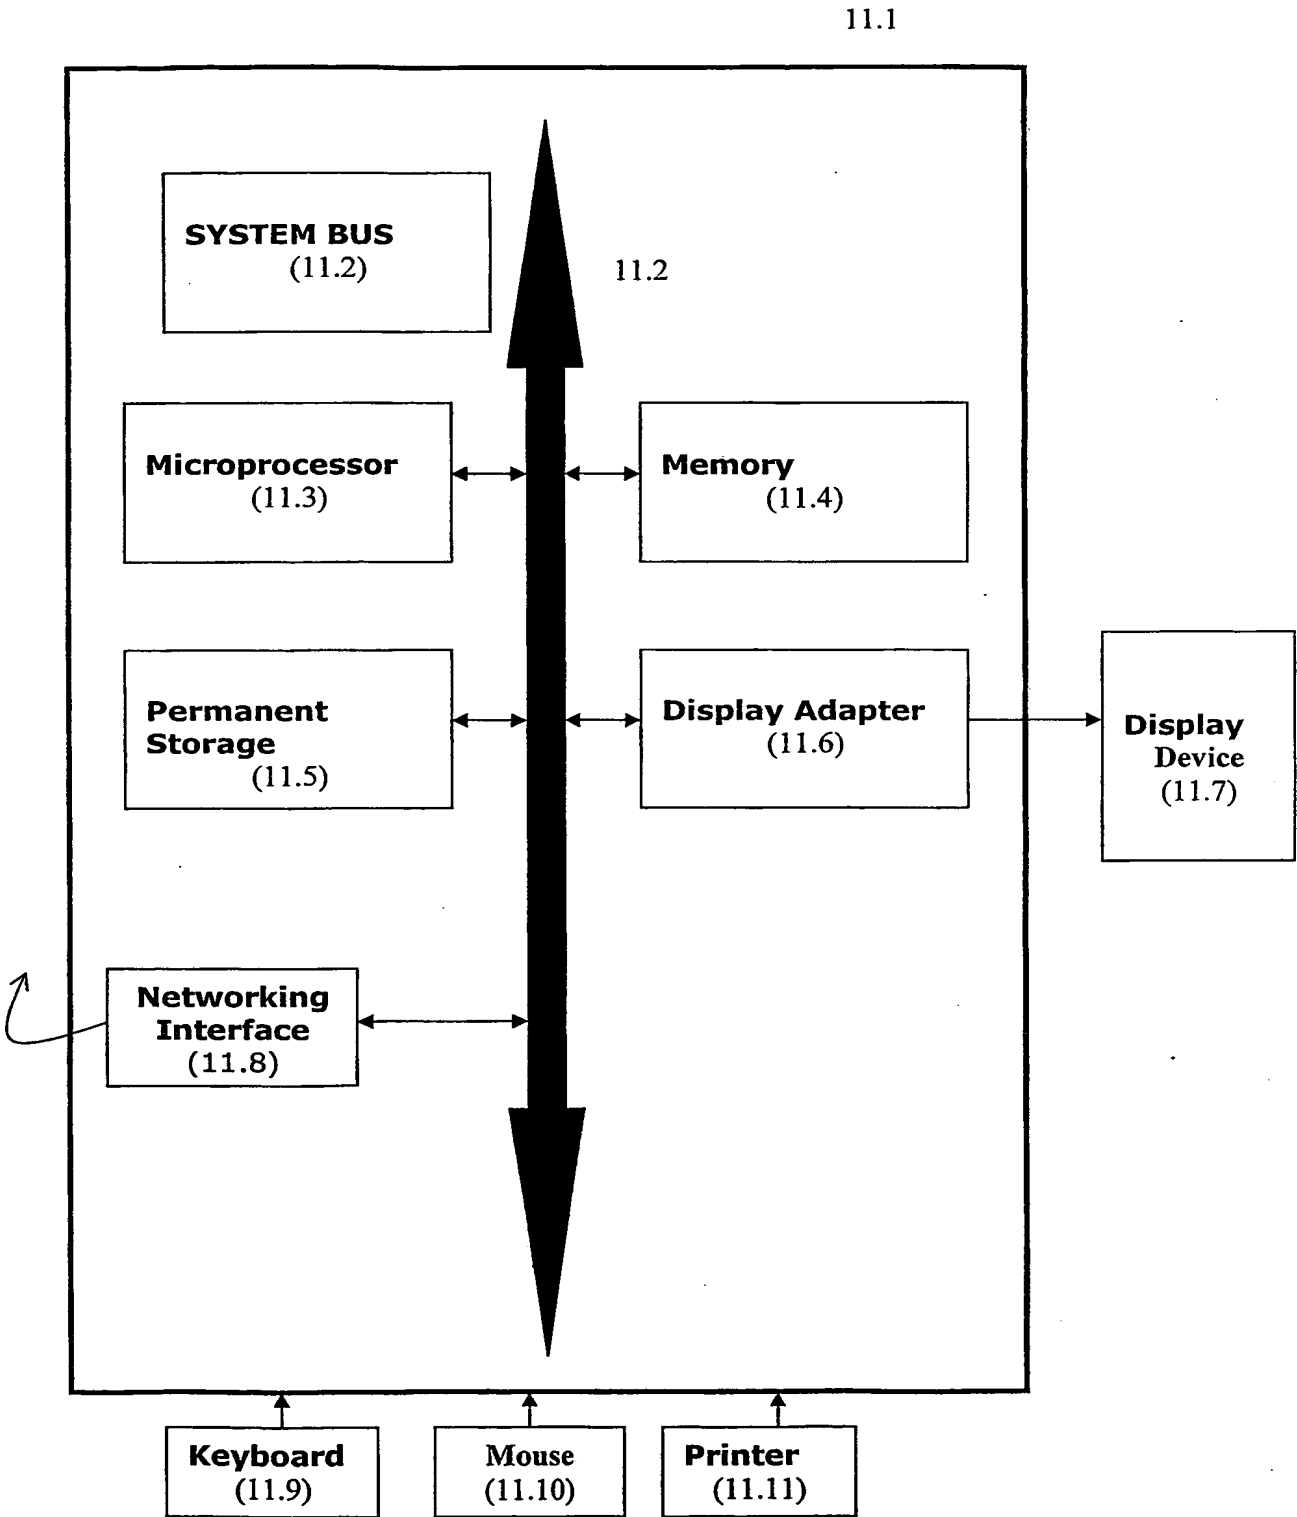 11.1
SYSTEM BUS
(11.2)
11.2
Microprocessor
(11.3)
Memory
(11.4)
Permanent
Storage
(11.5)
Display Adapter
(11.6)
Display
Device
(11.7)
Networking
Interface
(11.8)
Keyboard
(11.9)
Mouse
(11.10)
Printer
(11.11)